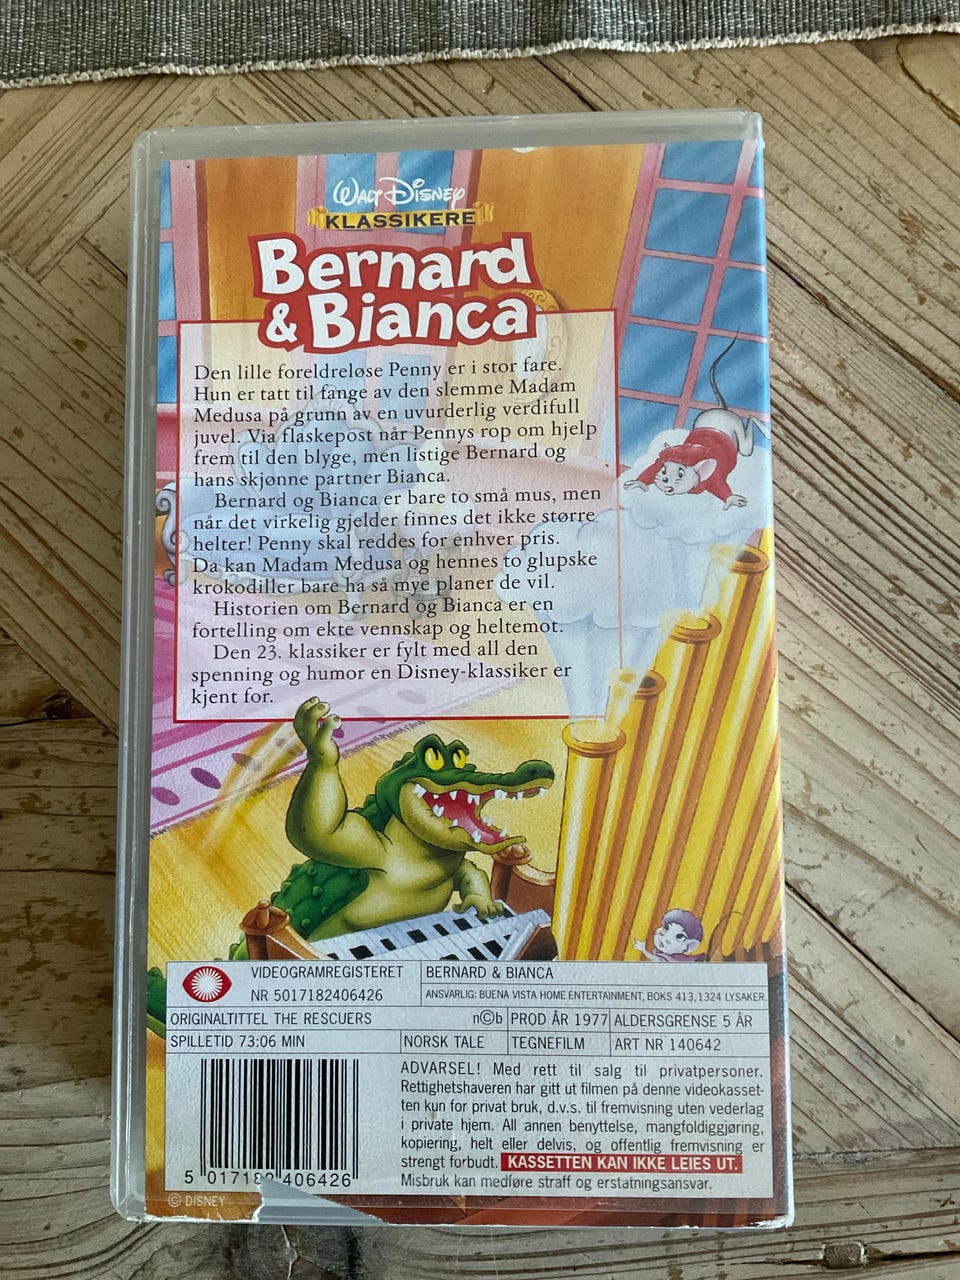 WALT DISNEY
KLASSIKERE
Bernard
& Bianca
Den lille foreldreløse Penny er i stor fare.
Hun er tatt til fange av den slemme Madam
Medusa på grunn av en uvurderlig verdifull
juvel. Via flaskepost når Pennys rop om hjelp
frem til den blyge, men listige Bernard og
hans skjønne partner Bianca.
Bernard og Bianca er bare to små mus, men
når det virkelig gjelder finnes det ikke større
helter! Penny skal reddes for enhver pris.
Da kan Madam Medusa og hennes to glupske
krokodiller bare ha så mye planer de vil.
Historien om Bernard og Bianca er en
fortelling om ekte vennskap og heltemot.
Den 23. klassiker er fylt med all den
spenning og humor en Disney-klassiker er
kjent for.
VIDEOGRAMREGISTERET
NR 5017182406426
BERNARD & BIANCA
ANSVARLIG: BUENA VISTA HOME ENTERTAINMENT, BOKS 413, 1324 LYSAKER.
ORIGINALTITTEL THE RESCUERS n©b PROD ÅR 1977 ALDERSGRENSE 5 ÅR
SPILLETID 73:06 MIN NORSK TALE TEGNEFILM ART NR 140642
ADVARSEL! Med rett til salg til privatpersoner.
Rettighetshaveren har gitt ut filmen på denne videokasset-
ten kun for privat bruk, d.v.s. til fremvisning uten vederlag
i private hjem. All annen benyttelse, mangfoldiggjøring,
kopiering, helt eller delvis, og offentlig fremvisning er
strengt forbudt. KASSETTEN KAN IKKE LEIES UT.
Misbruk kan medføre straff og erstatningsansvar.
5 017182 406426
© DISNEY